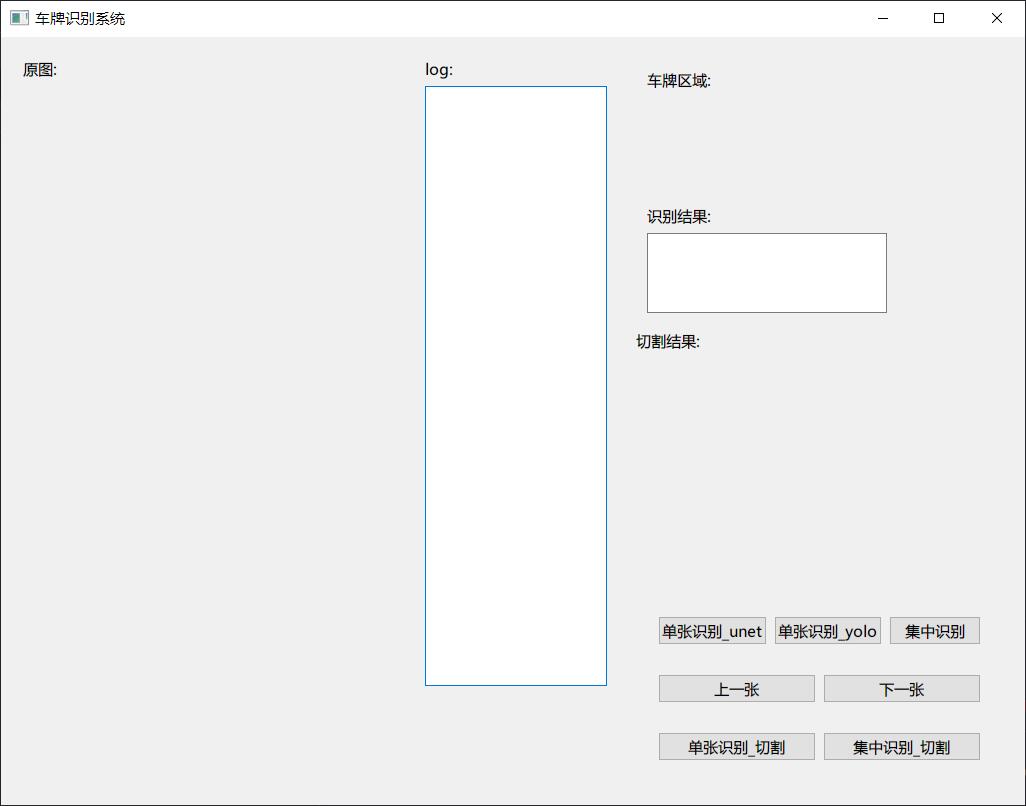 车牌识别系统
原图:
log:
车牌区域:
识别结果:
切割结果:
单张识别_unet 单张识别_yolo 集中识别
上一张 下一张
单张识别_切割 集中识别_切割